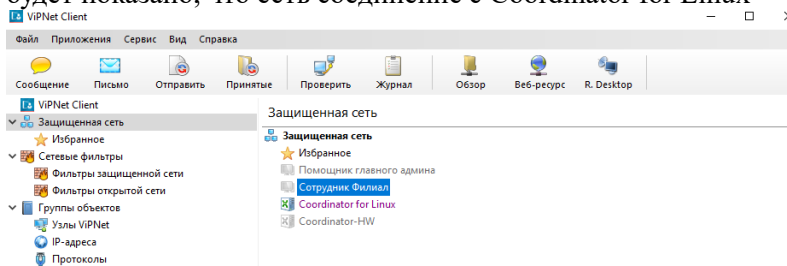 будет показано, что есть соединение с Coordinator for Linux
ViPNet Client
Файл Приложения Сервис Вид Справка
Сообщение Письмо Отправить Принятые Проверить Журнал Обзор Веб-ресурс R. Desktop
ViPNet Client
Защищенная сеть
Избранное
Сетевые фильтры
Фильтры защищенной сети
Фильтры открытой сети
Группы объектов
Узлы ViPNet
IP-адреса
Протоколы
Защищенная сеть
Защищенная сеть
Избранное
Помощник главного админа
Сотрудник Филиал
Coordinator for Linux
Coordinator-HW